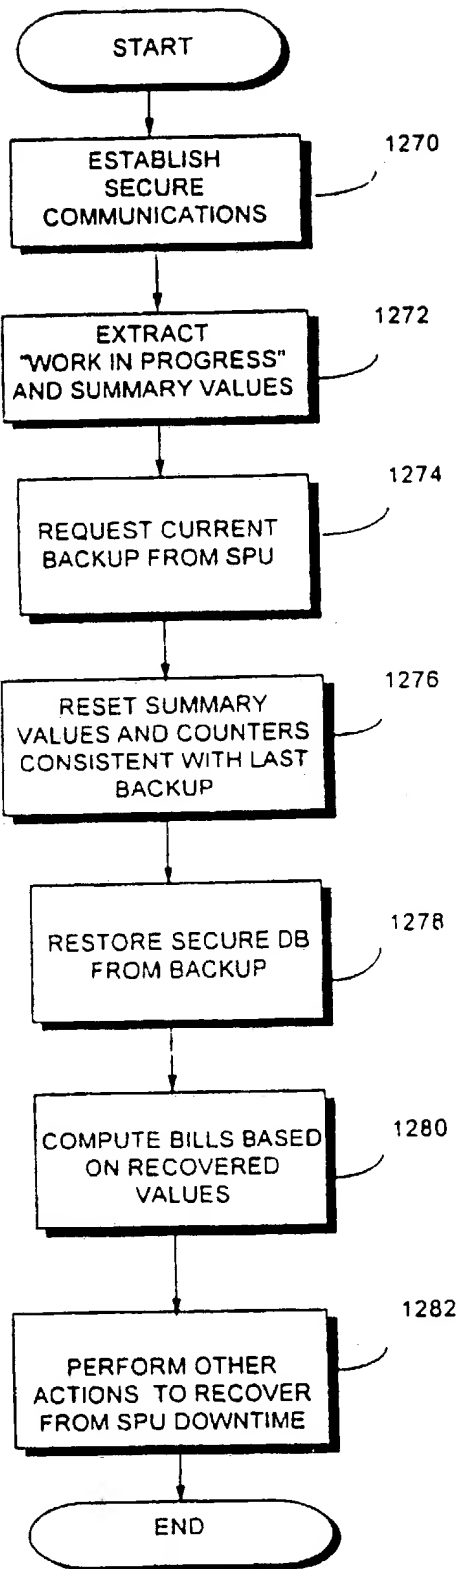 START
ESTABLISH
SECURE
COMMUNICATIONS
1270
EXTRACT
"WORK IN PROGRESS"
AND SUMMARY VALUES
1272
REQUEST CURRENT
BACKUP FROM SPU
1274
RESET SUMMARY
VALUES AND COUNTERS
CONSISTENT WITH LAST
BACKUP
1276
RESTORE SECURE DB
FROM BACKUP
1278
COMPUTE BILLS BASED
ON RECOVERED
VALUES
1280
PERFORM OTHER
ACTIONS TO RECOVER
FROM SPU DOWNTIME
1282
END